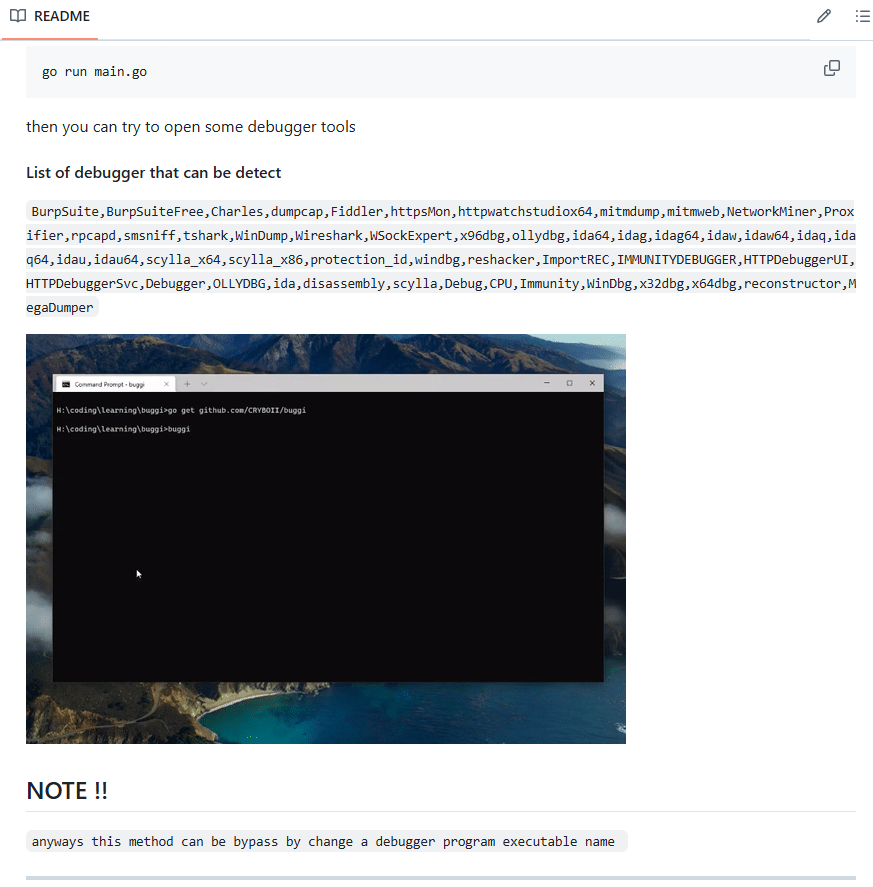 README
go run main.go
then you can try to open some debugger tools
List of debugger that can be detect
BurpSuite,BurpSuiteFree,Charles,dumpcap,Fiddler,httpsMon,httpwatchstudiox64,mitmdump,mitmweb,NetworkMiner,Prox
ifier,rpcapd,smsniff,tshark,WinDump,Wireshark,WSockExpert,x96dbg,ollydbg,ida64,idag,idag64,idaw,idaw64,idaq,ida
q64,idau,idau64,scylla_x64,scylla_x86,protection_id,windbg,reshacker,ImportREC,IMMUNITYDEBUGGER,HTTPDebuggerUI,
HTTPDebuggerSvc,Debugger,OLLYDBG,ida,disassembly,scylla,Debug,CPU,Immunity,WinDbg,x32dbg,x64dbg,reconstructor,M
egaDumper
Command Prompt - buggi
H:\coding\learning\buggi>go get github.com/CRYBOII/buggi
H:\coding\learning\buggi>buggi
NOTE !!
anyways this method can be bypass by change a debugger program executable name